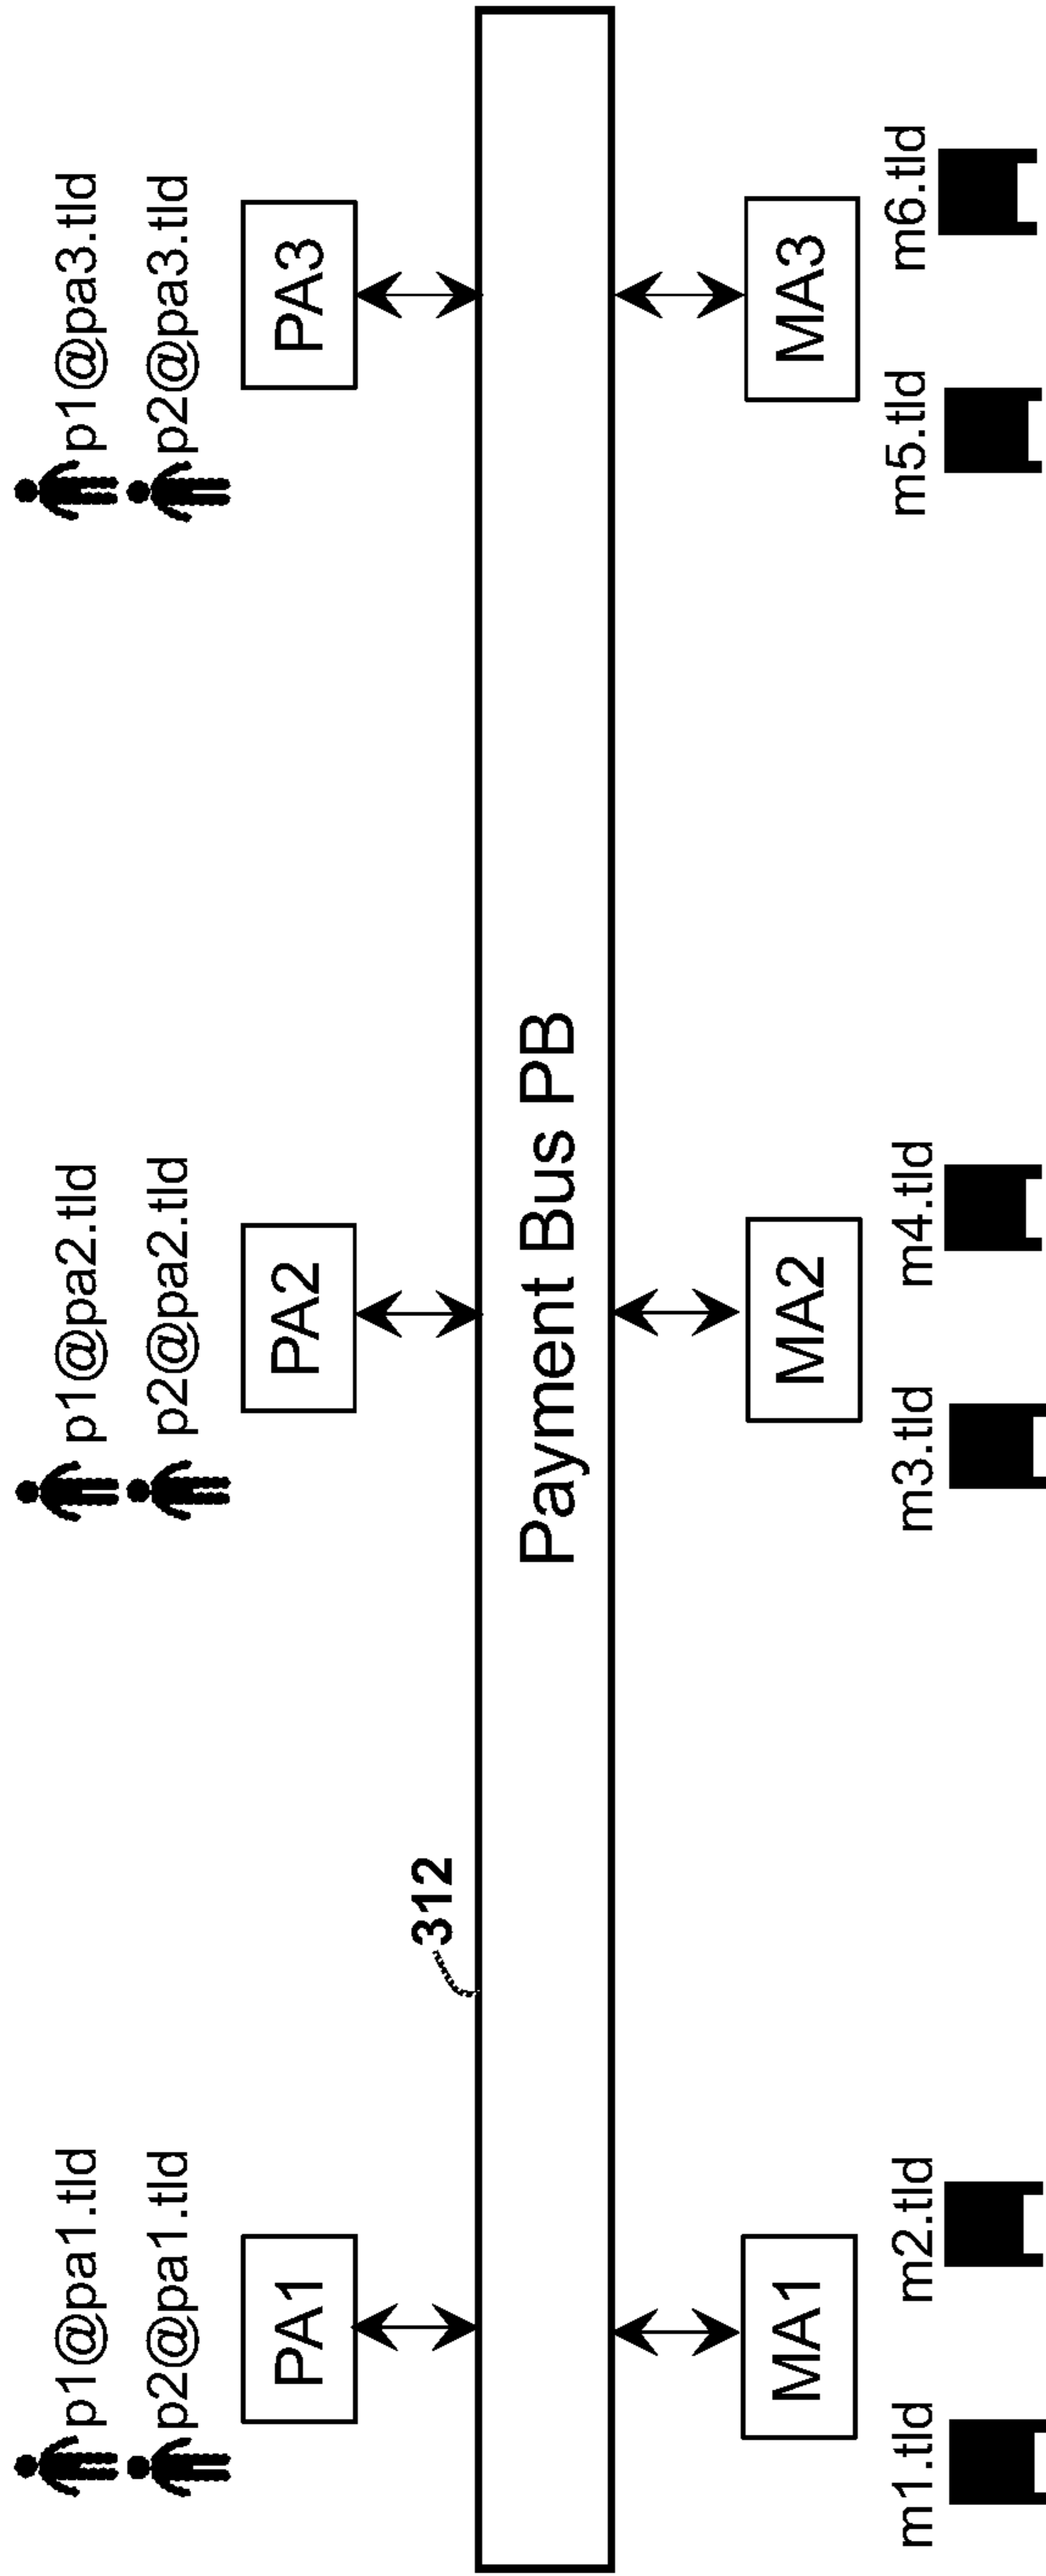 p1@pa1.tld
p2@pa1.tld
p1@pa2.tld
p2@pa2.tld
p1@pa3.tld
p2@pa3.tld
PA1
PA2
PA3
312
Payment Bus PB
MA1
MA2
MA3
m1.tld
m2.tld
m3.tld
m4.tld
m5.tld
m6.tld